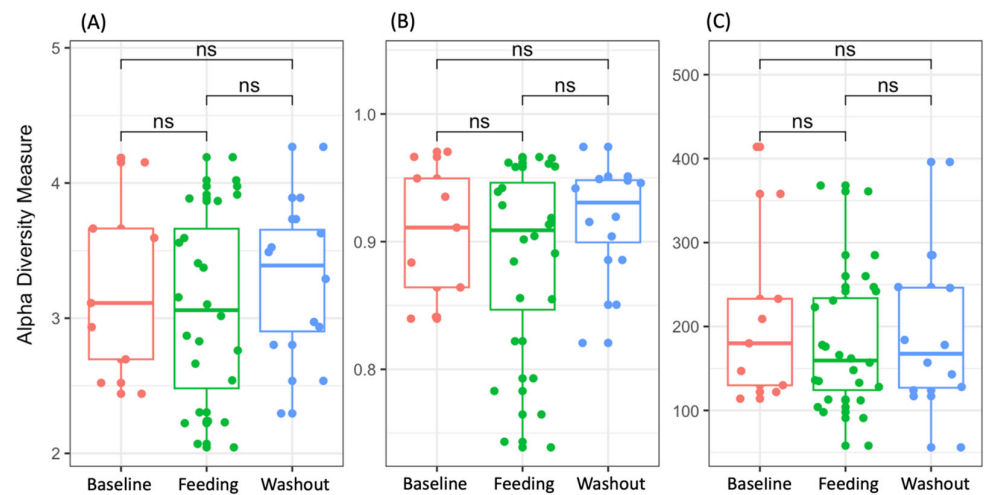 (A)
(B)
(C)
Alpha Diversity Measure
5
4
3
2
ns
ns
ns
Baseline Feeding Washout
1.0
0.9
0.8
ns
ns
ns
Baseline Feeding Washout
500
400
300
200
100
ns
ns
ns
Baseline Feeding Washout